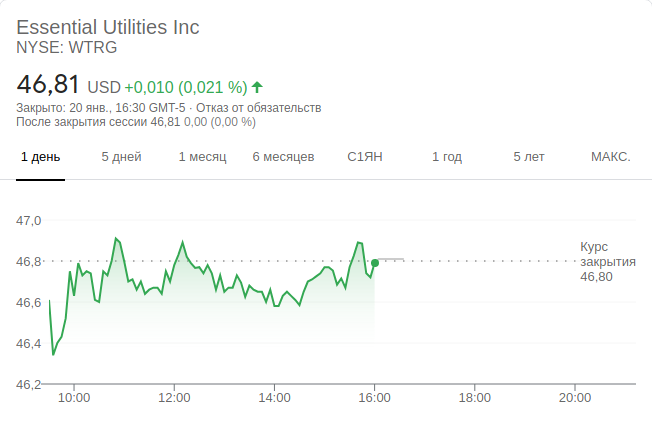 Essential Utilities Inc
NYSE: WTRG
46,81 USD +0,010 (0,021 %)
Закрыто: 20 янв., 16:30 GMT-5 · Отказ от обязательств
После закрытия сессии 46,81 0,00 (0,00 %)
1 день 5 дней 1 месяц 6 месяцев С1ЯН 1 год 5 лет МАКС.
47,0
46,8
46,6
46,4
46,2
Курс
закрытия
46,80
10:00 12:00 14:00 16:00 18:00 20:00